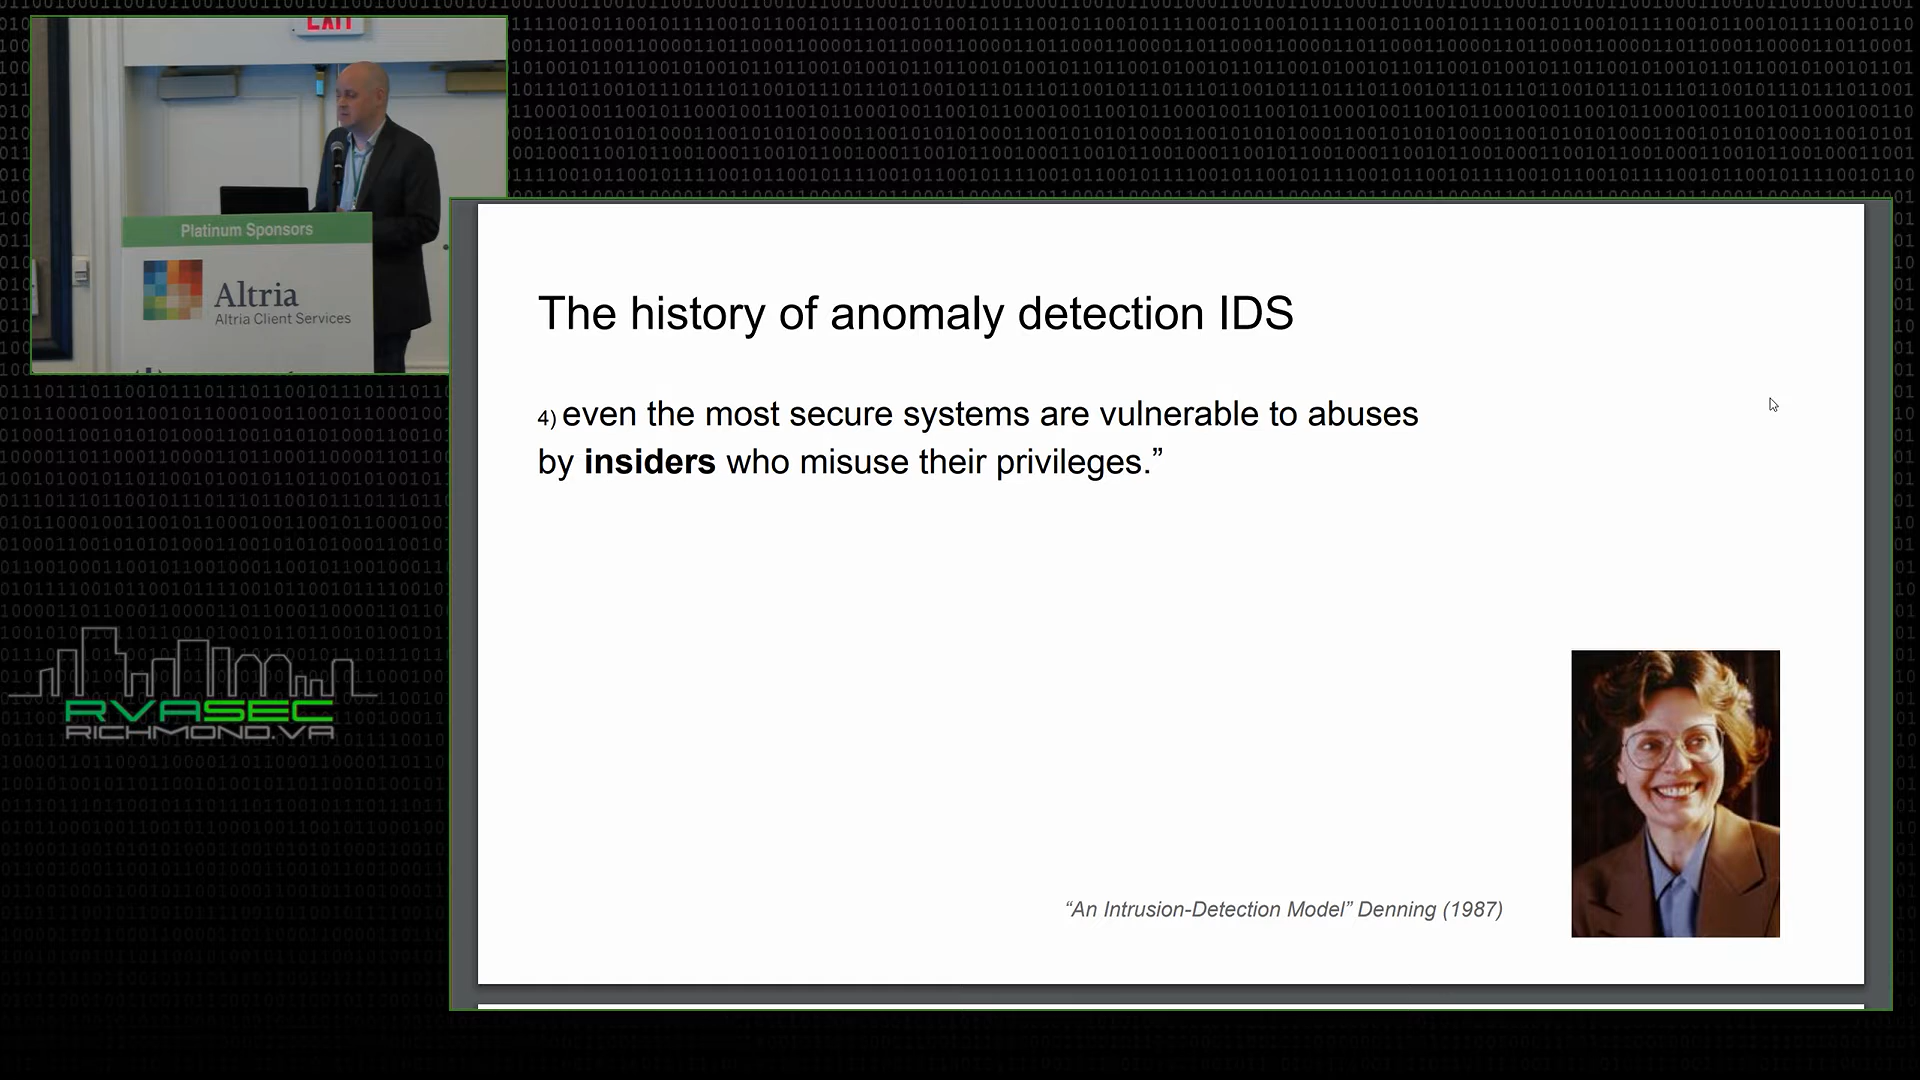 EXIT
Platinum Sponsors
Altria
Altria Client Services
The history of anomaly detection IDS
4) even the most secure systems are vulnerable to abuses
by insiders who misuse their privileges.”
“An Intrusion-Detection Model” Denning (1987)
RVASEC
RICHMOND.VA